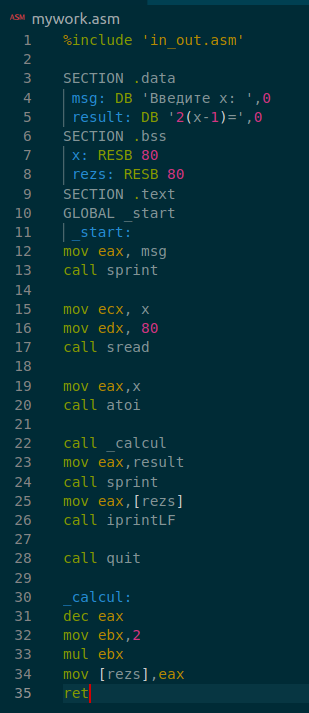 ASM mywork.asm
1 %include 'in_out.asm'
2
3 SECTION .data
4 msg: DB 'Введите x: ',0
5 result: DB '2(x-1)=',0
6 SECTION .bss
7 x: RESB 80
8 rezs: RESB 80
9 SECTION .text
10 GLOBAL _start
11 _start:
12 mov eax, msg
13 call sprint
14
15 mov ecx, x
16 mov edx, 80
17 call sread
18
19 mov eax,x
20 call atoi
21
22 call _calcul
23 mov eax,result
24 call sprint
25 mov eax,[rezs]
26 call iprintLF
27
28 call quit
29
30 _calcul:
31 dec eax
32 mov ebx,2
33 mul ebx
34 mov [rezs],eax
35 ret